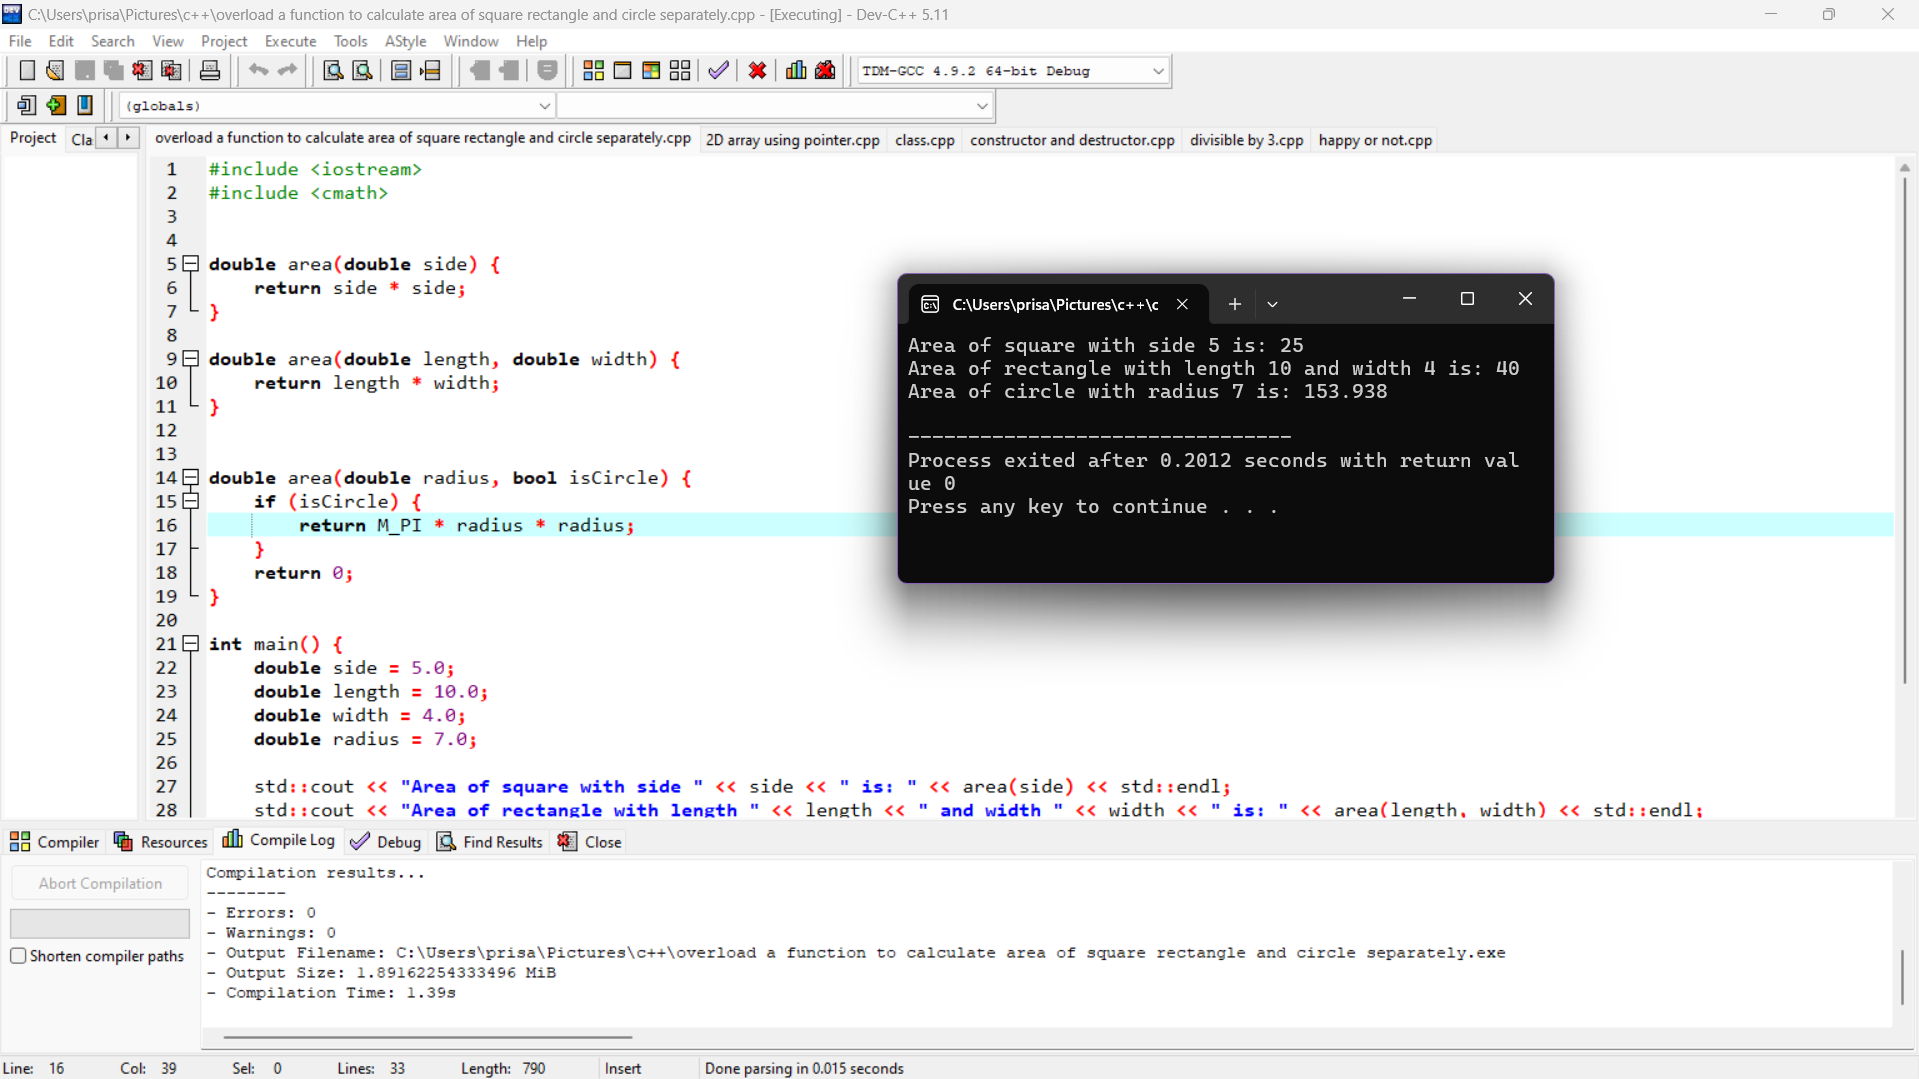 C:\Users\prisa\Pictures\c++\overload a function to calculate area of square rectangle and circle separately.cpp - [Executing] - Dev-C++ 5.11
File Edit Search View Project Execute Tools AStyle Window Help
TDM-GCC 4.9.2 64-bit Debug
(globals)
Project Cla overload a function to calculate area of square rectangle and circle separately.cpp 2D array using pointer.cpp class.cpp constructor and destructor.cpp divisible by 3.cpp happy or not.cpp
1 #include <iostream>
2 #include <cmath>
3
4
5 double area(double side) {
6 return side * side;
7 }
8
9 double area(double length, double width) {
10 return length * width;
11 }
12
13
14 double area(double radius, bool isCircle) {
15 if (isCircle) {
16 return M_PI * radius * radius;
17 }
18 return 0;
19 }
20
21 int main() {
22 double side = 5.0;
23 double length = 10.0;
24 double width = 4.0;
25 double radius = 7.0;
26
27 std::cout << "Area of square with side " << side << " is: " << area(side) << std::endl;
28 std::cout << "Area of rectangle with length " << length << " and width " << width << " is: " << area(length, width) << std::endl;
C:\Users\prisa\Pictures\c++\c
Area of square with side 5 is: 25
Area of rectangle with length 10 and width 4 is: 40
Area of circle with radius 7 is: 153.938
--------------------------------
Process exited after 0.2012 seconds with return val
ue 0
Press any key to continue . . .
Compiler Resources Compile Log Debug Find Results Close
Abort Compilation
Shorten compiler paths
Compilation results...
--------
- Errors: 0
- Warnings: 0
- Output Filename: C:\Users\prisa\Pictures\c++\overload a function to calculate area of square rectangle and circle separately.exe
- Output Size: 1.89162254333496 MiB
- Compilation Time: 1.39s
Line: 16 Col: 39 Sel: 0 Lines: 33 Length: 790 Insert Done parsing in 0.015 seconds